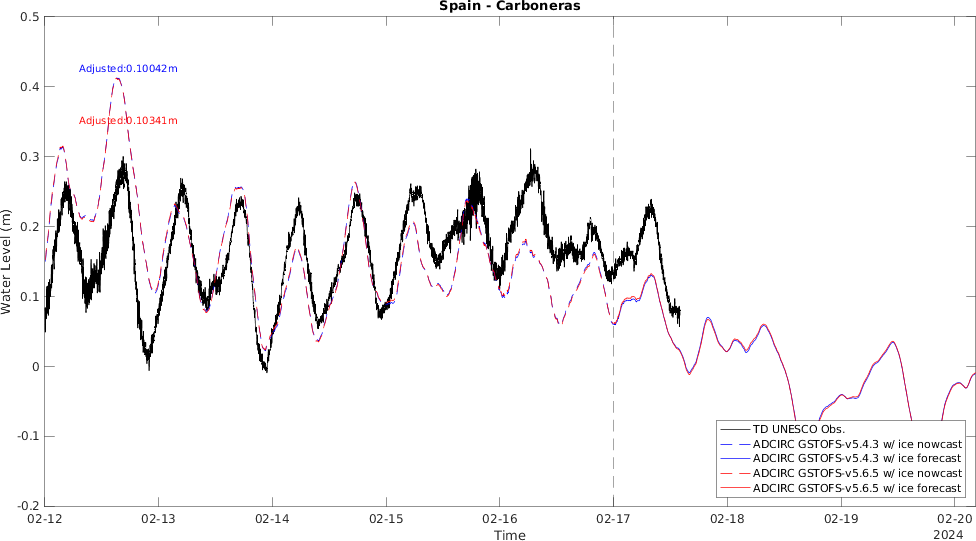 Spain - Carboneras
0.5
0.4
0.3
0.2
0.1
0
-0.1
-0.2
Water Level (m)
Adjusted:0.10042m
Adjusted:0.10341m
TD UNESCO Obs.
ADCIRC GSTOFS-v5.4.3 w/ ice nowcast
ADCIRC GSTOFS-v5.4.3 w/ ice forecast
ADCIRC GSTOFS-v5.6.5 w/ ice nowcast
ADCIRC GSTOFS-v5.6.5 w/ ice forecast
02-12 02-13 02-14 02-15 02-16 02-17 02-18 02-19 02-20
Time
2024